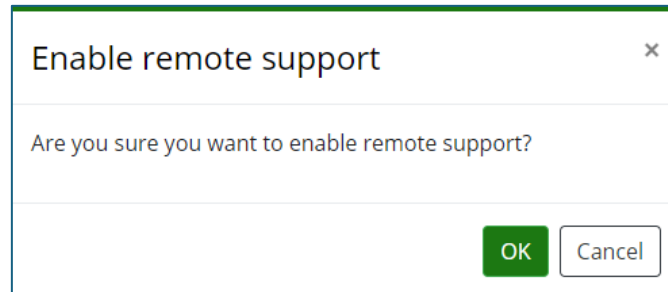 Enable remote support
×
Are you sure you want to enable remote support?
OK
Cancel